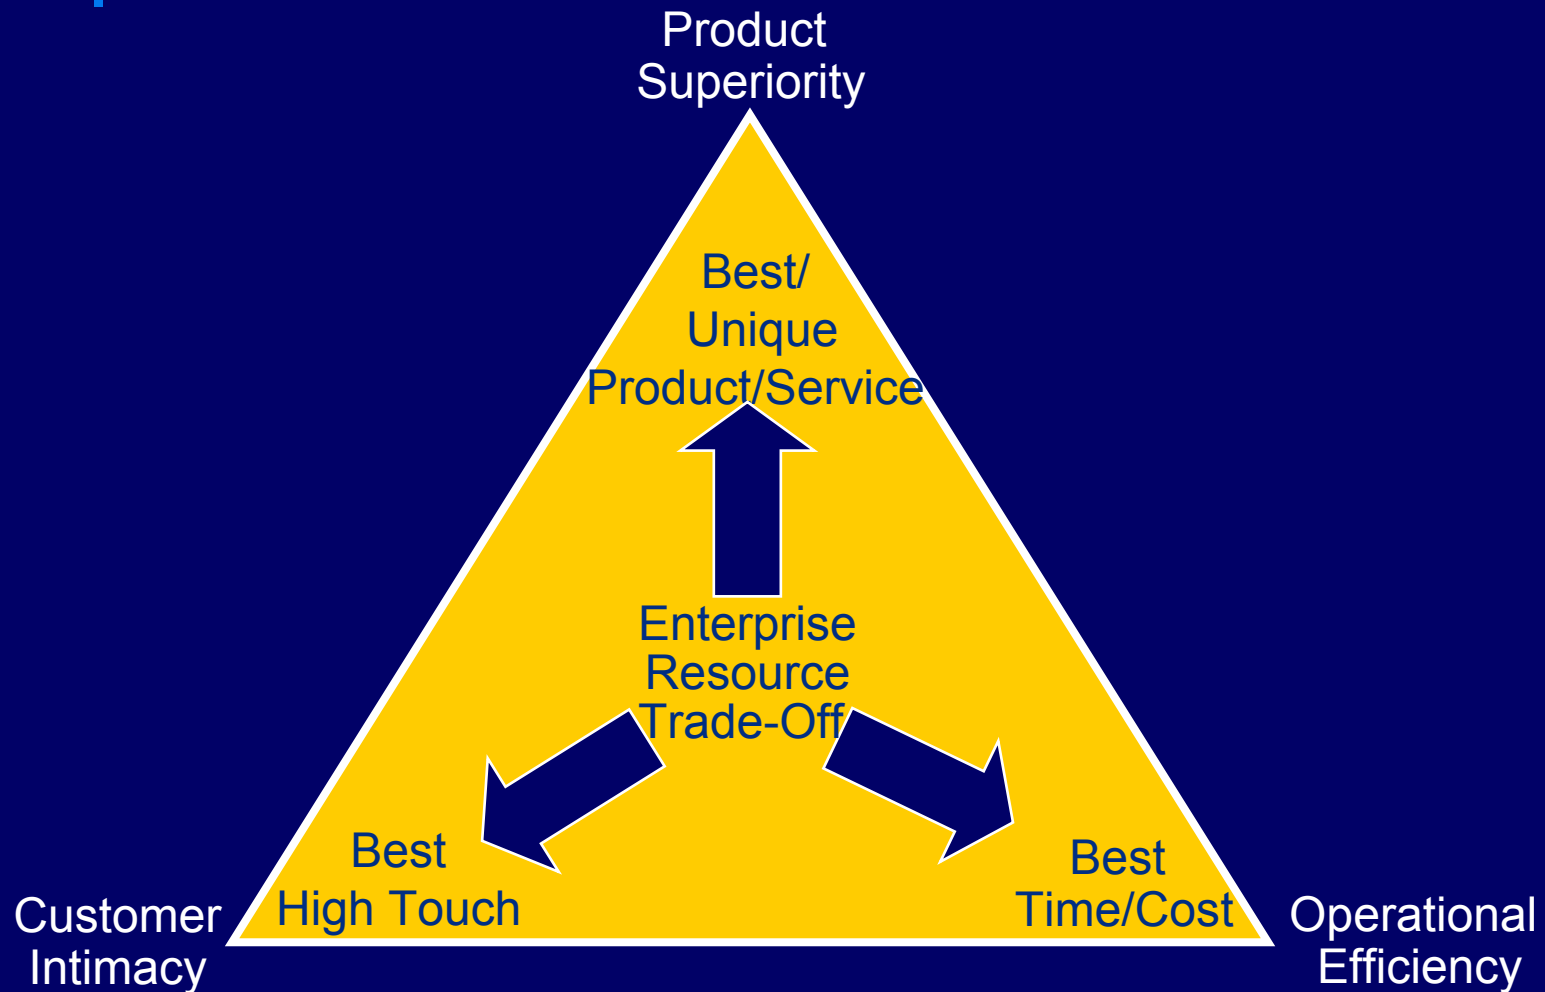 Product
Superiority
Best/
Unique
Product/Service
Enterprise
Resource
Trade-Off
Best
High Touch
Best
Time/Cost
Customer
Intimacy
Operational
Efficiency